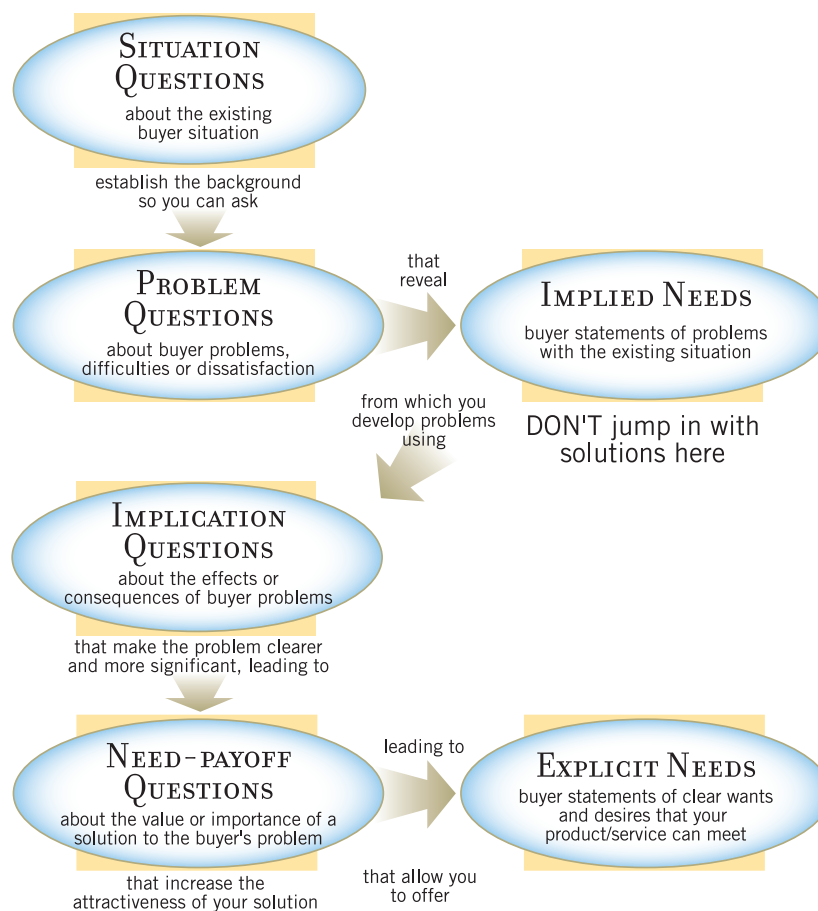 SITUATION
QUESTIONS
about the existing
buyer situation
establish the background
so you can ask
PROBLEM
QUESTIONS
about buyer problems,
difficulties or dissatisfaction
that
reveal
IMPLIED NEEDS
buyer statements of problems
with the existing situation
from which you
develop problems
using
DON'T jump in with
solutions here
IMPLICATION
QUESTIONS
about the effects or
consequences of buyer problems
that make the problem clearer
and more significant, leading to
NEED-PAYOFF
QUESTIONS
about the value or importance of a
solution to the buyer's problem
leading to
EXPLICIT NEEDS
buyer statements of clear wants
and desires that your
product/service can meet
that increase the
attractiveness of your solution
that allow you
to offer